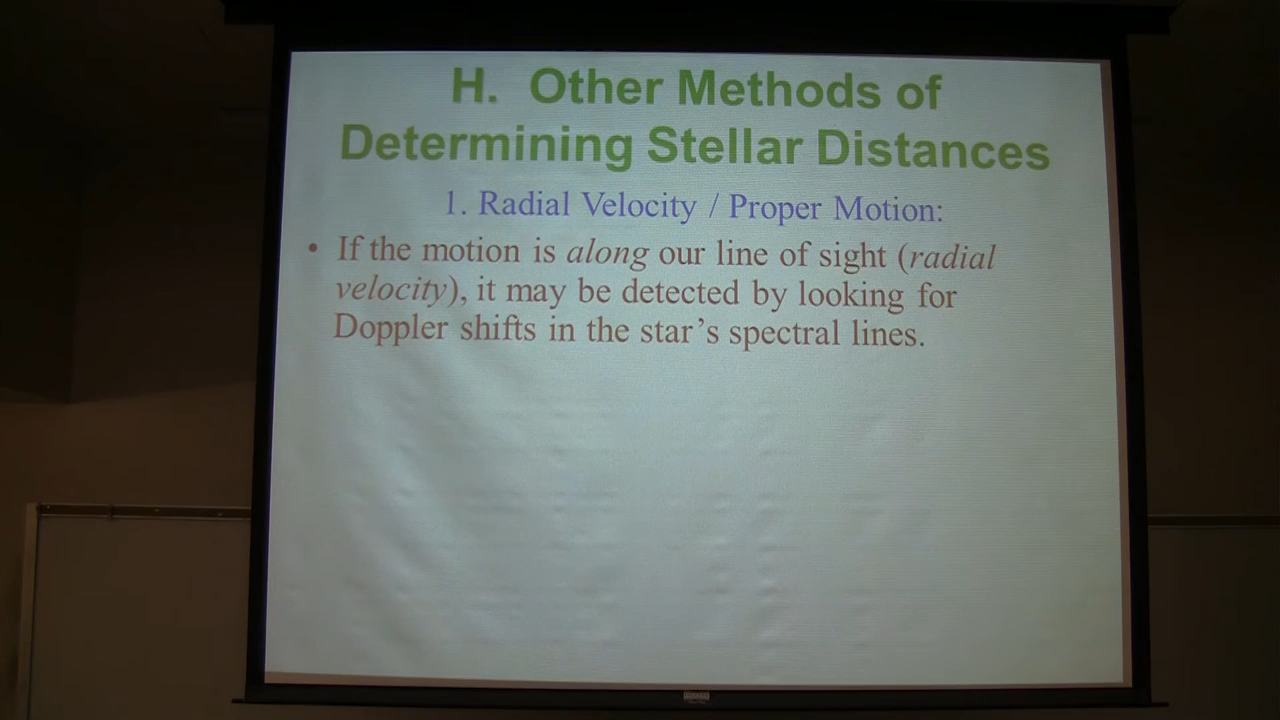 H. Other Methods of
Determining Stellar Distances
1. Radial Velocity / Proper Motion:
• If the motion is along our line of sight (radial
velocity), it may be detected by looking for
Doppler shifts in the star's spectral lines.